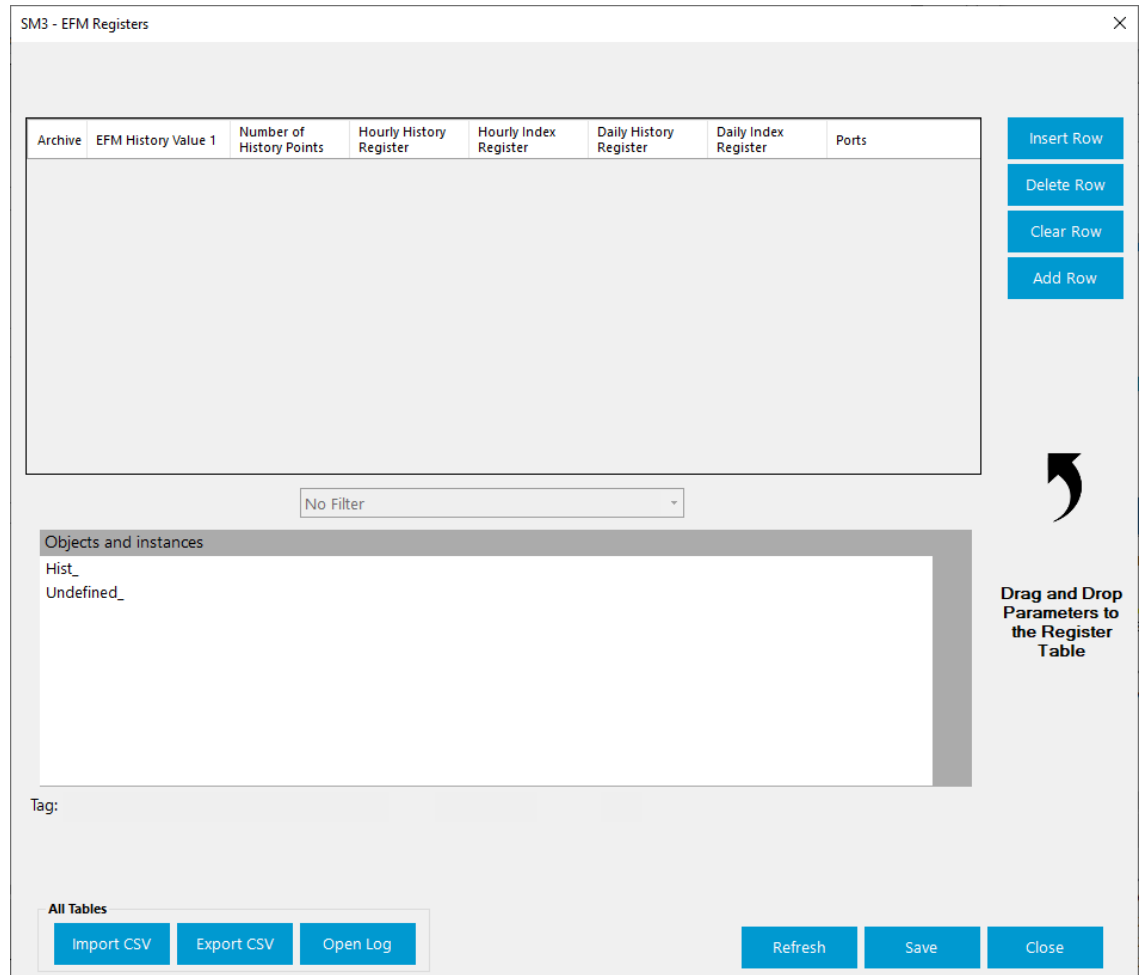 SM3 - EFM Registers
Archive
EFM History Value 1
Number of
History Points
Hourly History
Register
Hourly Index
Register
Daily History
Register
Daily Index
Register
Ports
Insert Row
Delete Row
Clear Row
Add Row
No Filter
Objects and instances
Hist_
Undefined_
Drag and Drop
Parameters to
the Register
Table
Tag:
All Tables
Import CSV
Export CSV
Open Log
Refresh
Save
Close